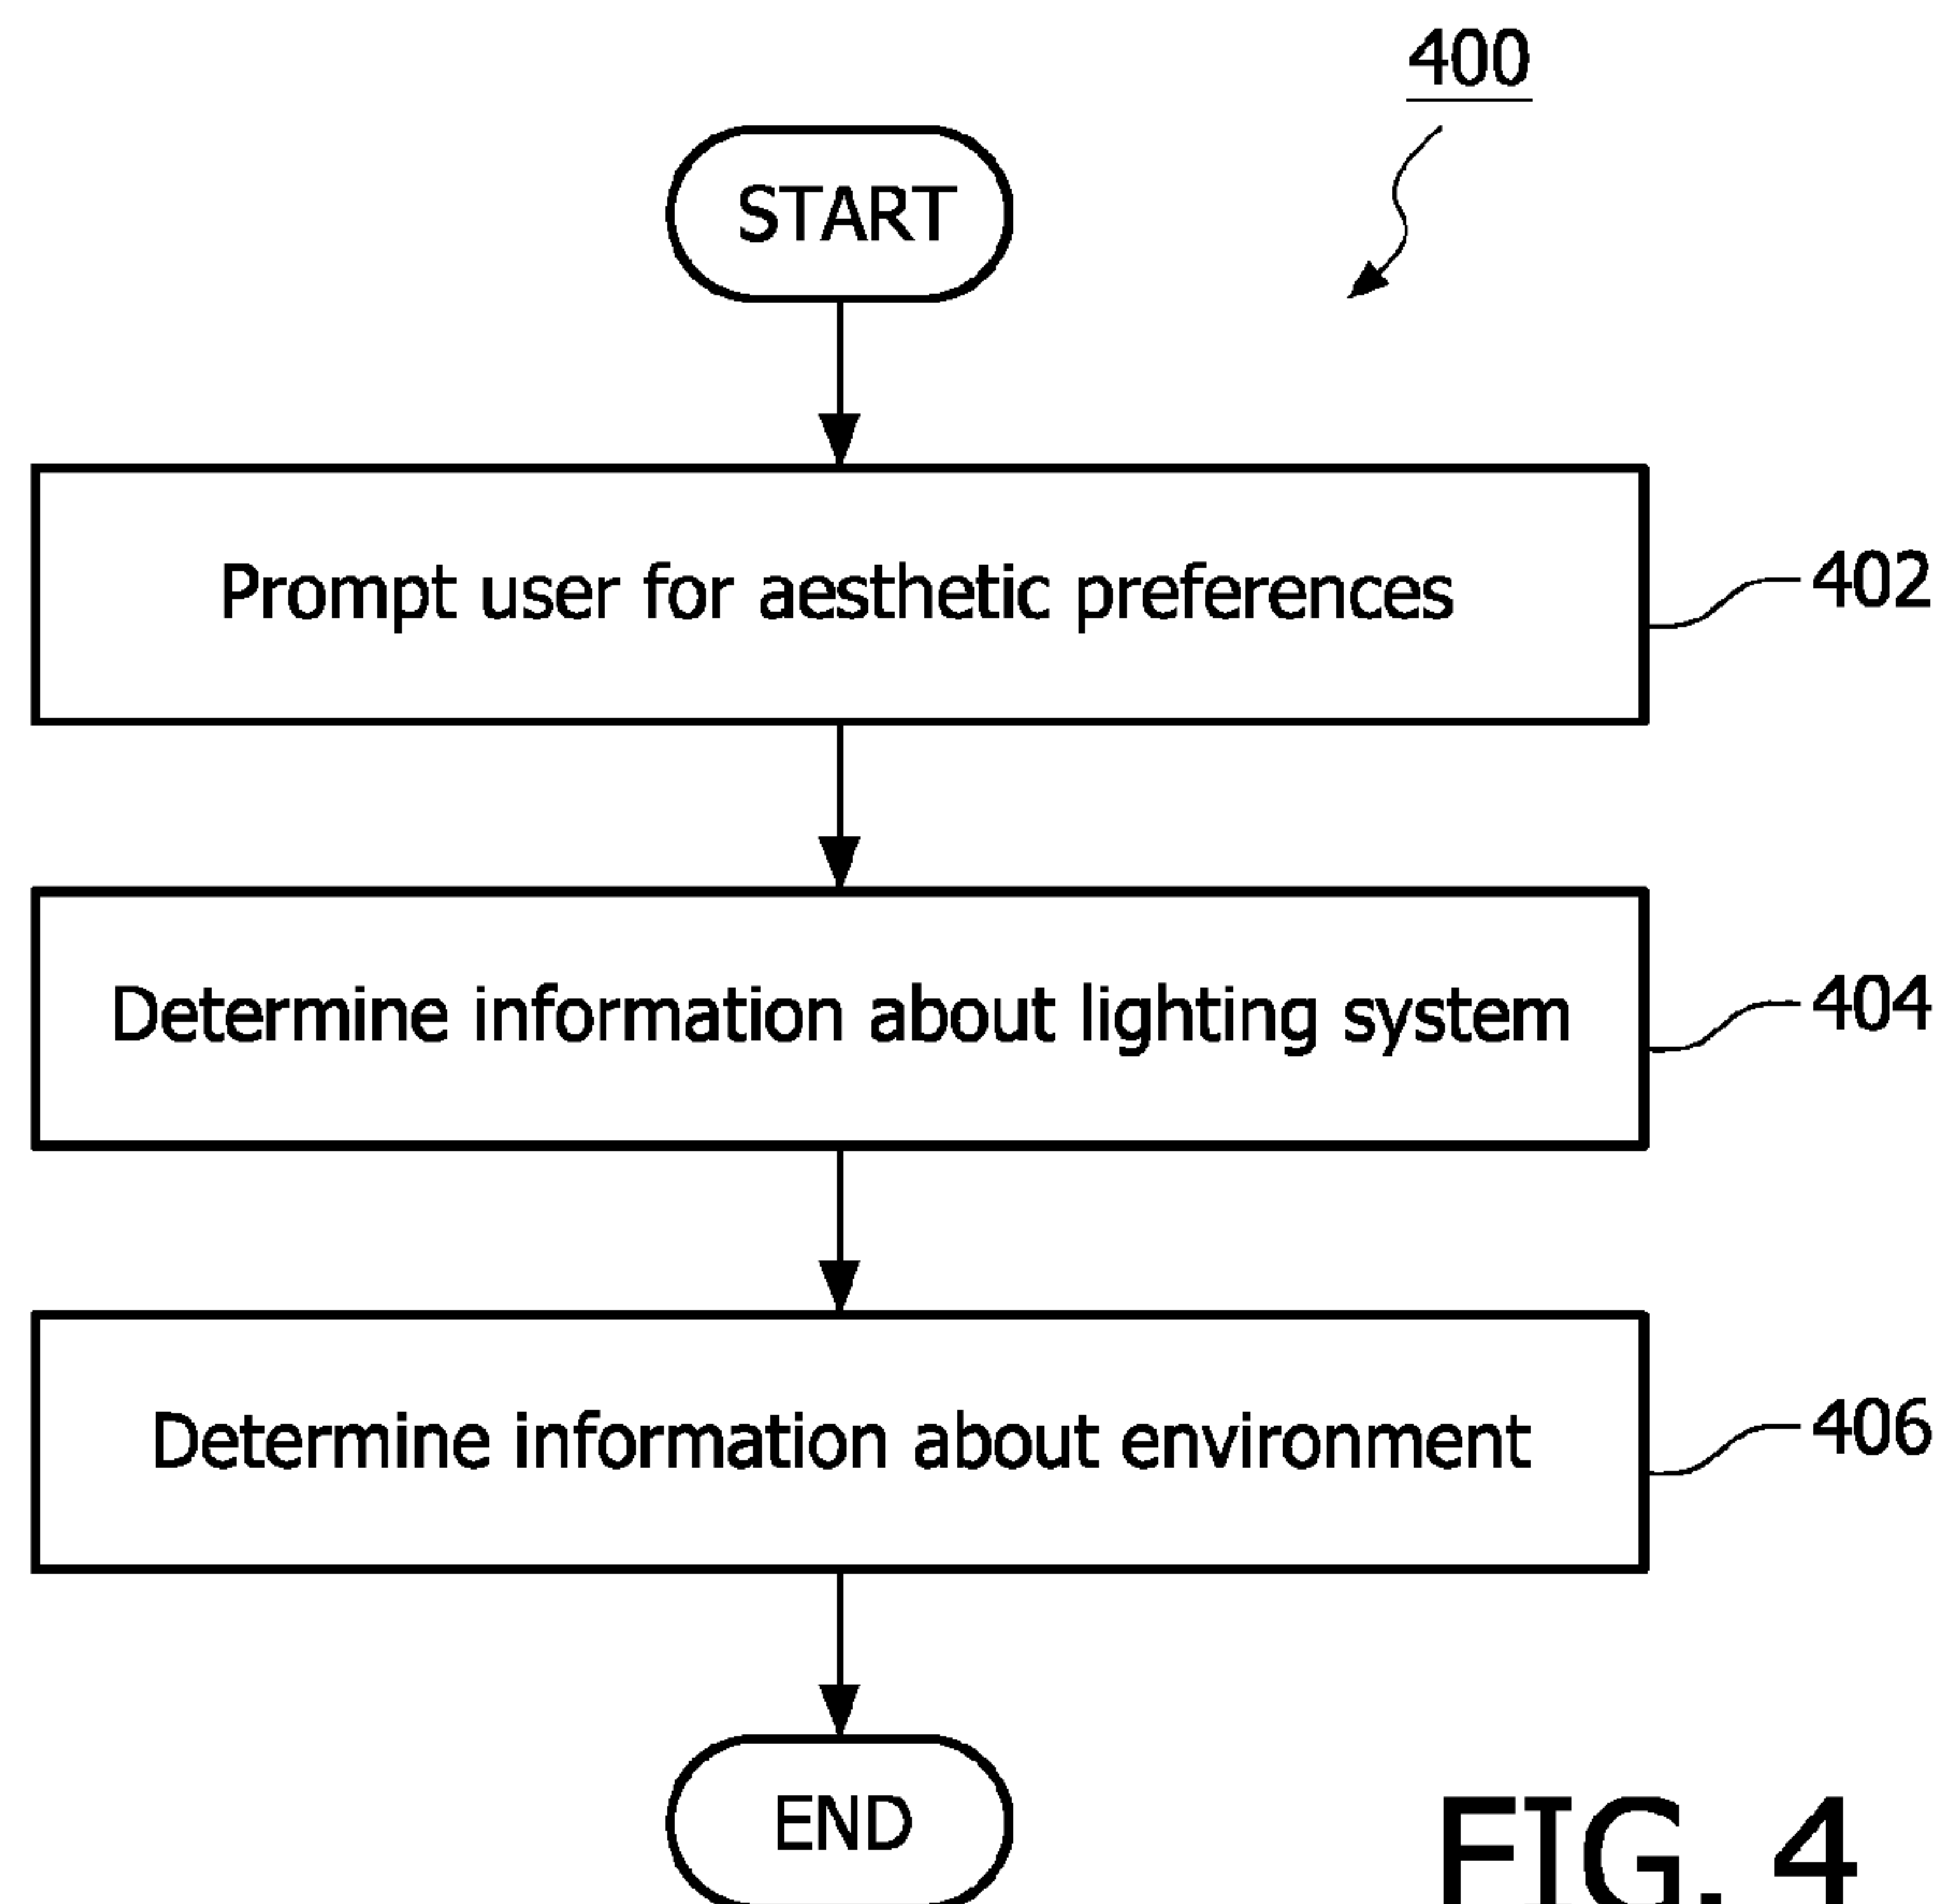 400
START
Prompt user for aesthetic preferences
402
Determine information about lighting system
404
Determine information about environment
406
END
FIG. 4